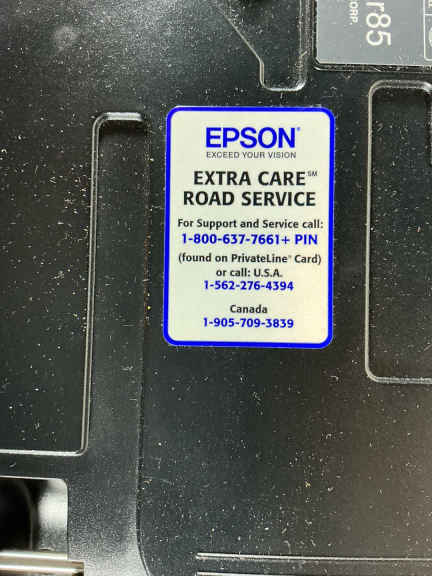 r85
CORP.
EPSON®
EXCEED YOUR VISION
EXTRA CARE℠
ROAD SERVICE
For Support and Service call:
1-800-637-7661+ PIN
(found on PrivateLine® Card)
or call: U.S.A.
1-562-276-4394
Canada
1-905-709-3839